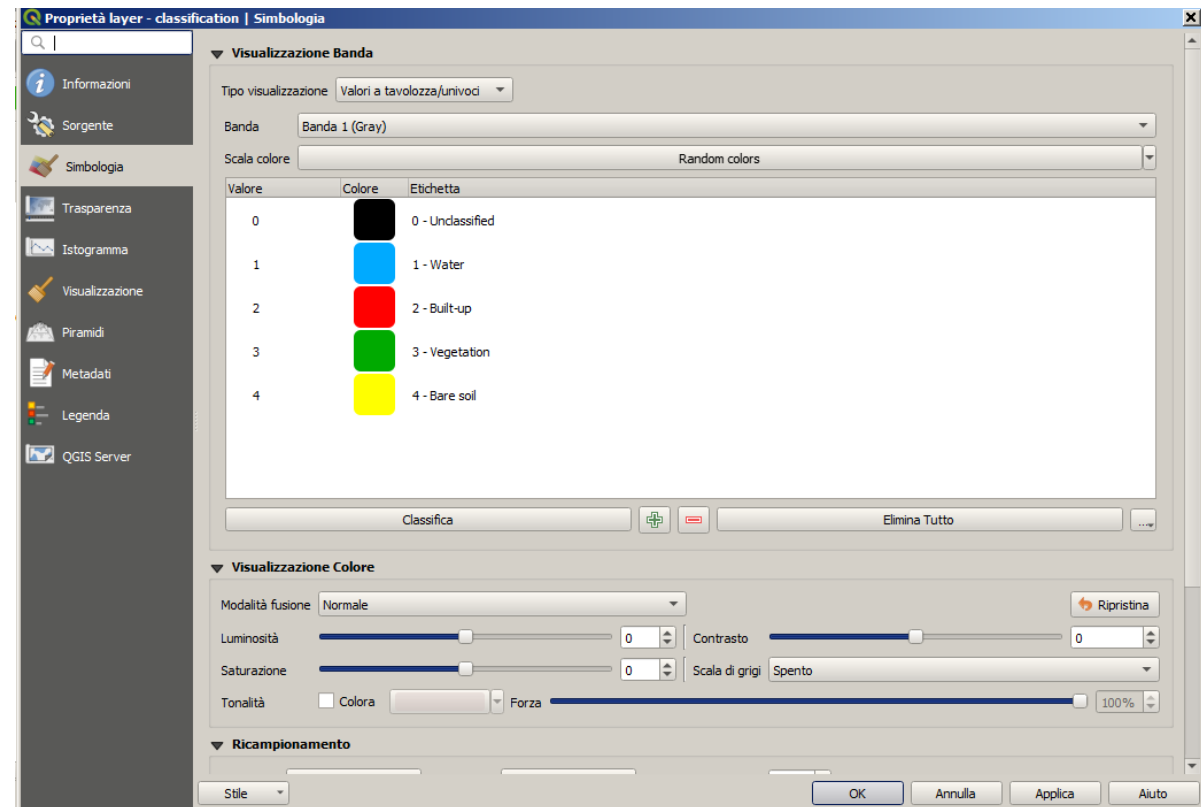 Proprietà layer - classification | Simbologia
Informazioni
Sorgente
Simbologia
Trasparenza
Istogramma
Visualizzazione
Piramidi
Metadati
Legenda
QGIS Server
Visualizzazione Banda
Tipo visualizzazione Valori a tavolozza/univoci
Banda Banda 1 (Gray)
Scala colore Random colors
Valore Colore Etichetta
0 0 - Unclassified
1 1 - Water
2 2 - Built-up
3 3 - Vegetation
4 4 - Bare soil
Classifica Elimina Tutto ...
Visualizzazione Colore
Modalità fusione Normale Ripristina
Luminosità 0 Contrasto 0
Saturazione 0 Scala di grigi Spento
Tonalità Colora Forza 100%
Ricampionamento
Stile OK Annulla Applica Aiuto